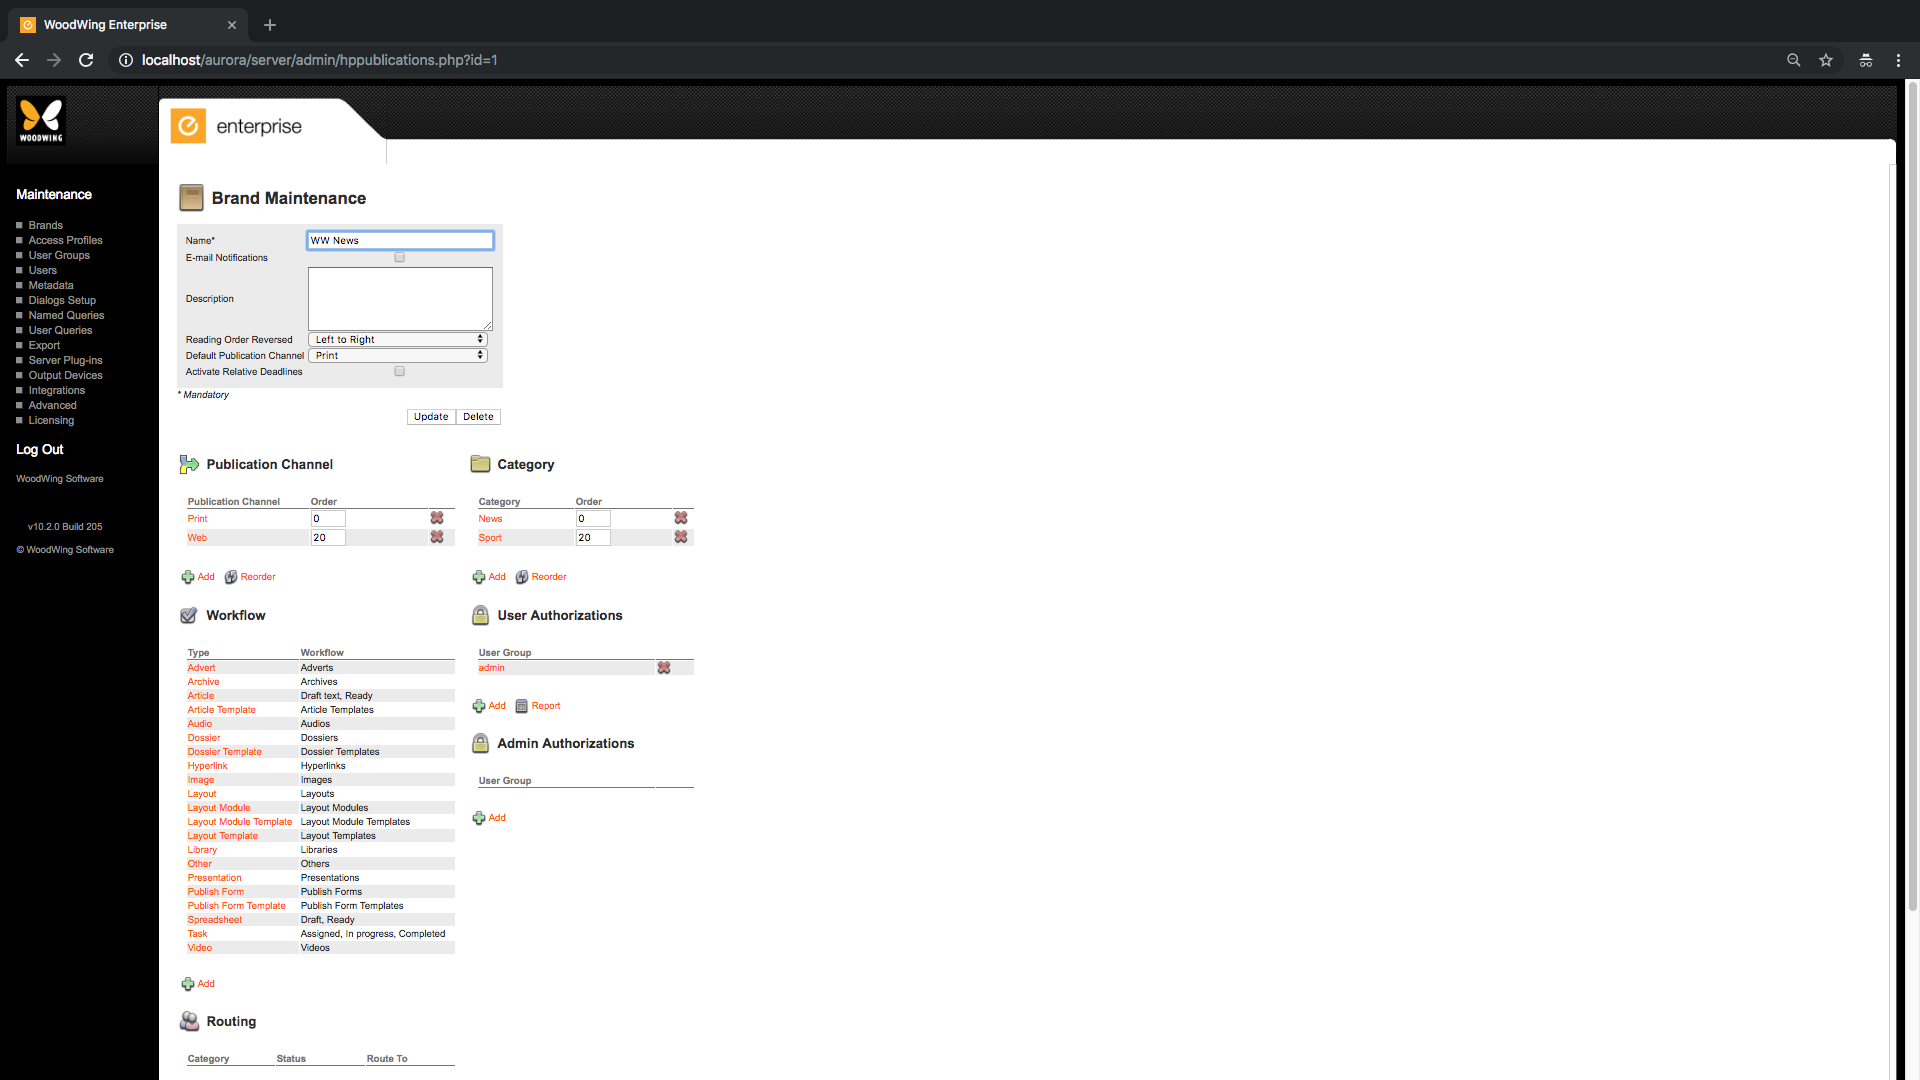 WoodWing Enterprise
localhost/aurora/server/admin/hppublications.php?id=1
WOODWING
enterprise
Maintenance
Brands
Access Profiles
User Groups
Users
Metadata
Dialogs Setup
Named Queries
User Queries
Export
Server Plug-ins
Output Devices
Integrations
Advanced
Licensing
Log Out
WoodWing Software
v10.2.0 Build 205
© WoodWing Software
Brand Maintenance
Name* WW News
E-mail Notifications
Description
Reading Order Reversed Left to Right
Default Publication Channel Print
Activate Relative Deadlines
* Mandatory
Update Delete
Publication Channel
Publication Channel Order
Print 0
Web 20
Add Reorder
Category
Category Order
News 0
Sport 20
Add Reorder
Workflow
Type Workflow
Advert Adverts
Archive Archives
Article Draft text, Ready
Article Template Article Templates
Audio Audios
Dossier Dossiers
Dossier Template Dossier Templates
Hyperlink Hyperlinks
Image Images
Layout Layouts
Layout Module Layout Modules
Layout Module Template Layout Module Templates
Layout Template Layout Templates
Library Libraries
Other Others
Presentation Presentations
Publish Form Publish Forms
Publish Form Template Publish Form Templates
Spreadsheet Draft, Ready
Task Assigned, In progress, Completed
Video Videos
Add
User Authorizations
User Group
admin
Add Report
Admin Authorizations
User Group
Add
Routing
Category Status Route To